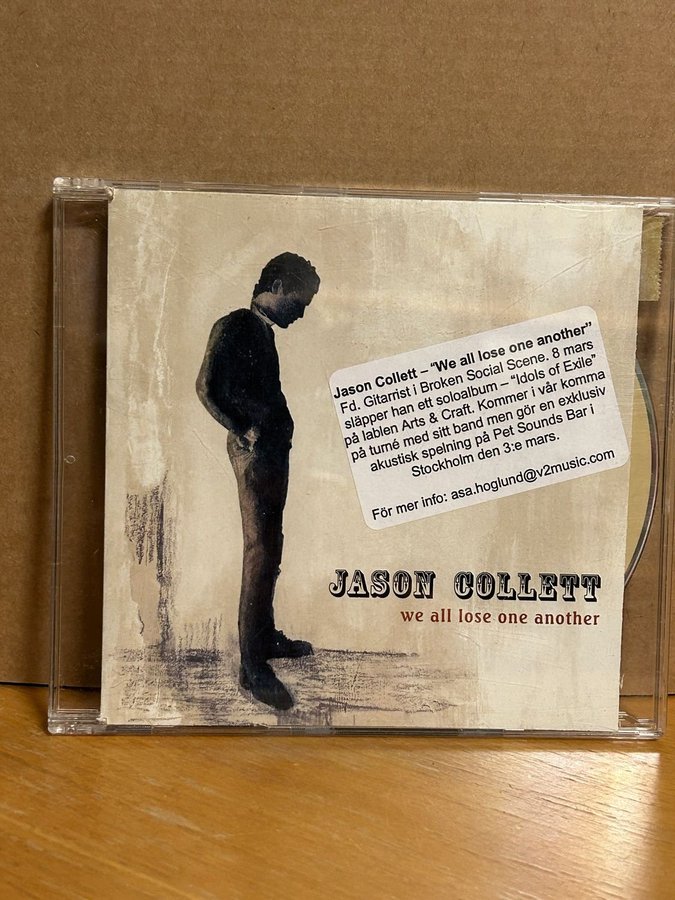 Jason Collett – "We all lose one another"
Fd. Gitarrist i Broken Social Scene. 8 mars
släpper han ett soloalbum – "Idols of Exile"
på lablen Arts & Craft. Kommer i vår komma
på turné med sitt band men gör en exklusiv
akustisk spelning på Pet Sounds Bar i
Stockholm den 3:e mars.
För mer info: asa.hoglund@v2music.com
JASON COLLETT
we all lose one another